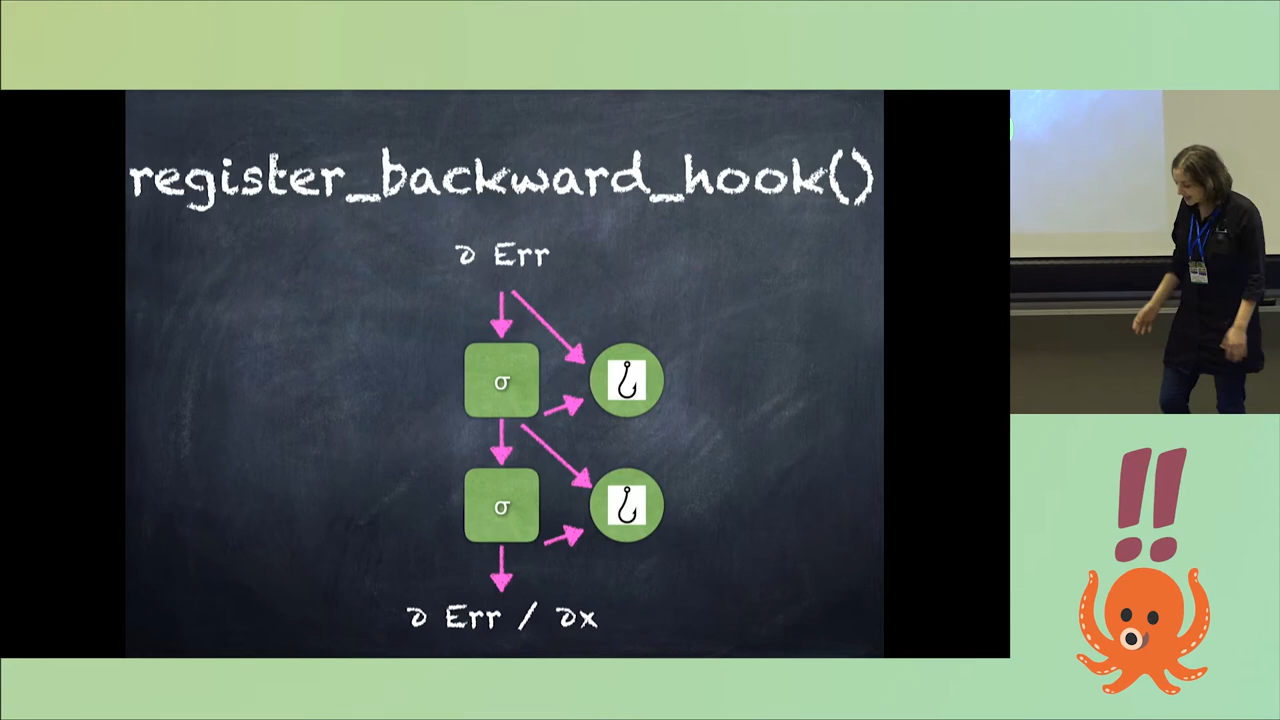 register_backward_hook()
∂ Err
σ
σ
∂ Err / ∂x
!!